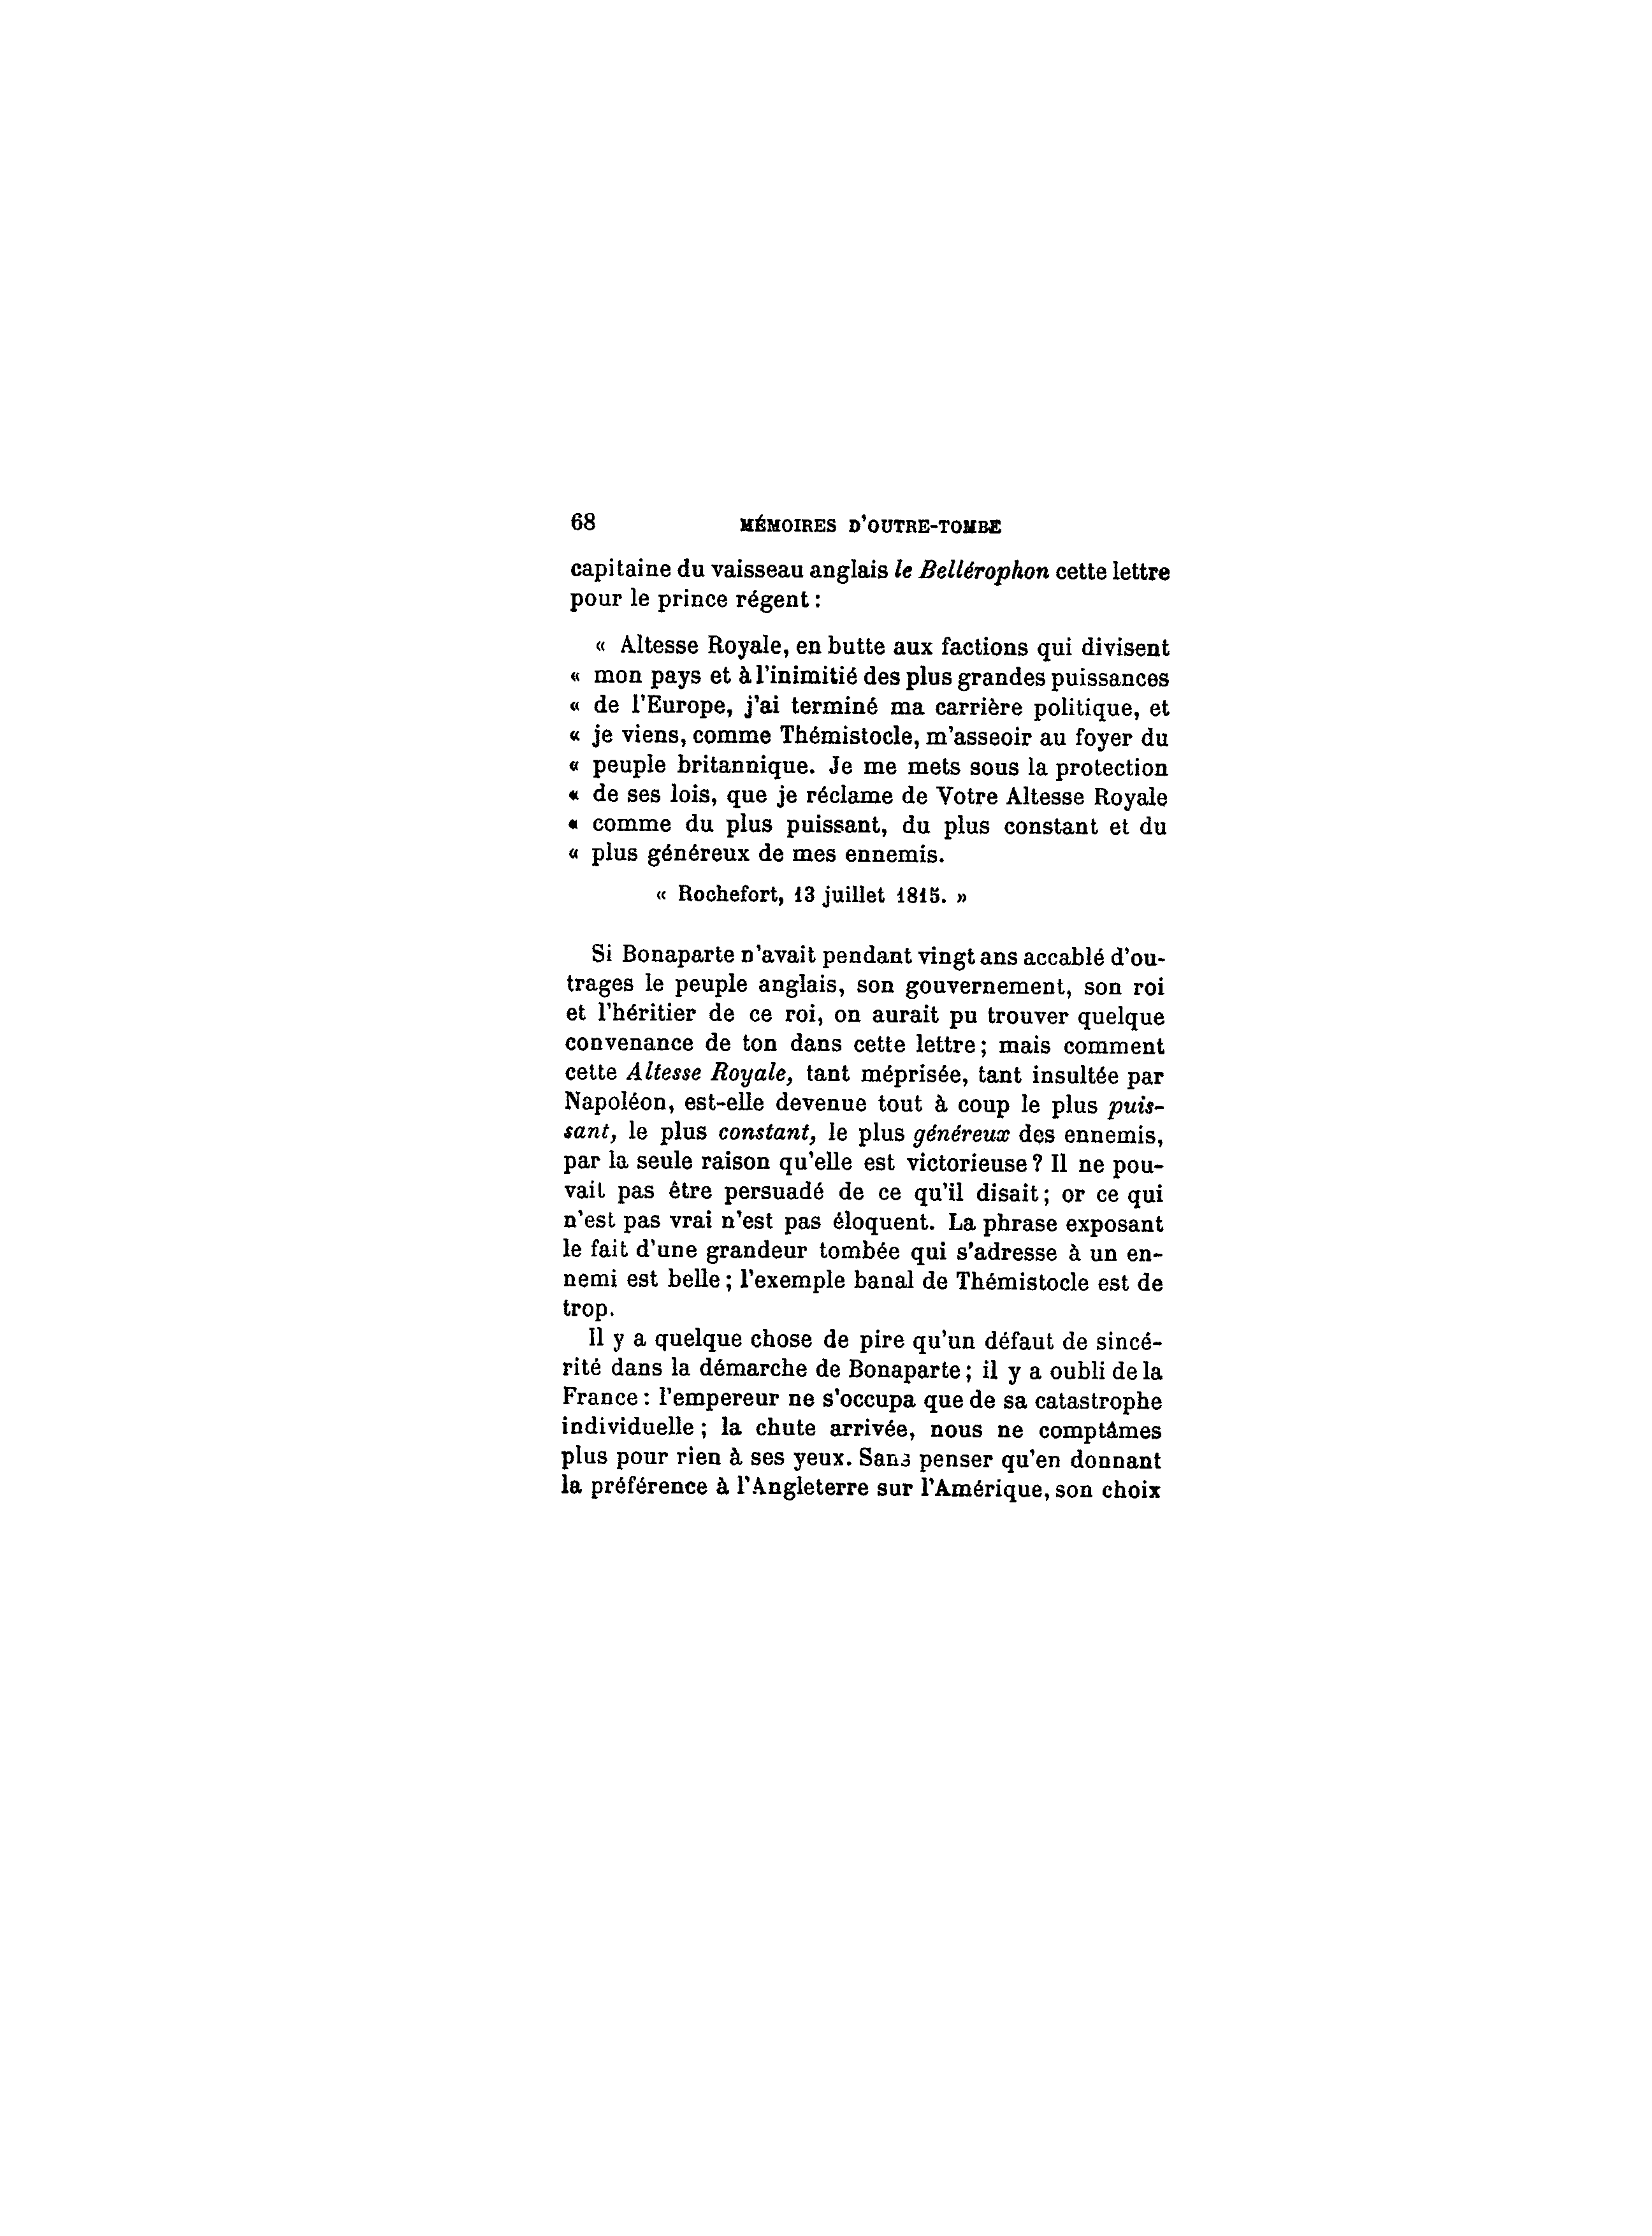 68 MÉMOIRES D'OUTRE-TOMBE
capitaine du vaisseau anglais le Bellérophon cette lettre
pour le prince régent :
« Altesse Royale, en butte aux factions qui divisent
« mon pays et à l'inimitié des plus grandes puissances
« de l'Europe, j'ai terminé ma carrière politique, et
« je viens, comme Thémistocle, m'asseoir au foyer du
« peuple britannique. Je me mets sous la protection
« de ses lois, que je réclame de Votre Altesse Royale
« comme du plus puissant, du plus constant et du
« plus généreux de mes ennemis.
« Rochefort, 13 juillet 1815. »
Si Bonaparte n'avait pendant vingt ans accablé d'ou-
trages le peuple anglais, son gouvernement, son roi
et l'héritier de ce roi, on aurait pu trouver quelque
convenance de ton dans cette lettre ; mais comment
cette Altesse Royale, tant méprisée, tant insultée par
Napoléon, est-elle devenue tout à coup le plus puis-
sant, le plus constant, le plus généreux des ennemis,
par la seule raison qu'elle est victorieuse ? Il ne pou-
vait pas être persuadé de ce qu'il disait ; or ce qui
n'est pas vrai n'est pas éloquent. La phrase exposant
le fait d'une grandeur tombée qui s'adresse à un en-
nemi est belle ; l'exemple banal de Thémistocle est de
trop.
Il y a quelque chose de pire qu'un défaut de sincé-
rité dans la démarche de Bonaparte ; il y a oubli de la
France : l'empereur ne s'occupa que de sa catastrophe
individuelle ; la chute arrivée, nous ne comptâmes
plus pour rien à ses yeux. Sans penser qu'en donnant
la préférence à l'Angleterre sur l'Amérique, son choix